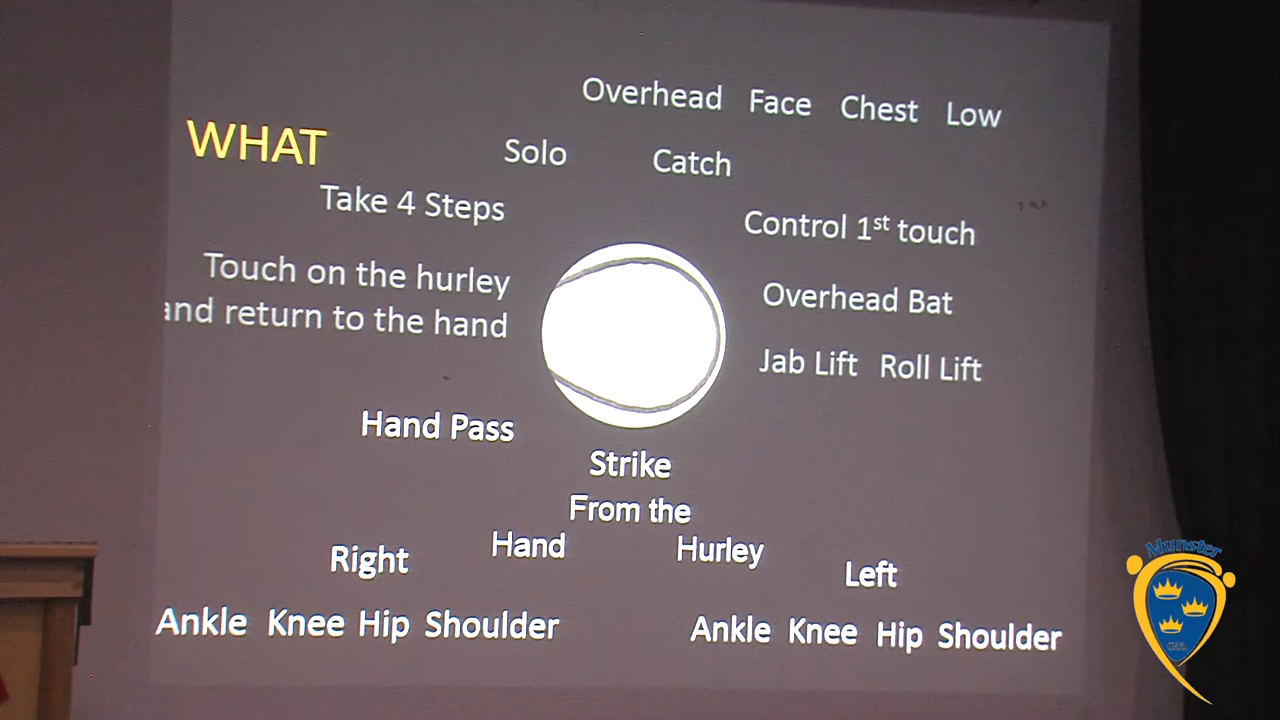 Overhead Face Chest Low
WHAT
Solo
Catch
Take 4 Steps
Control 1st touch
Touch on the hurley
and return to the hand
Overhead Bat
Jab Lift Roll Lift
Hand Pass
Strike
From the
Hand
Hurley
Right
Left
Ankle Knee Hip Shoulder
Ankle Knee Hip Shoulder
Munster